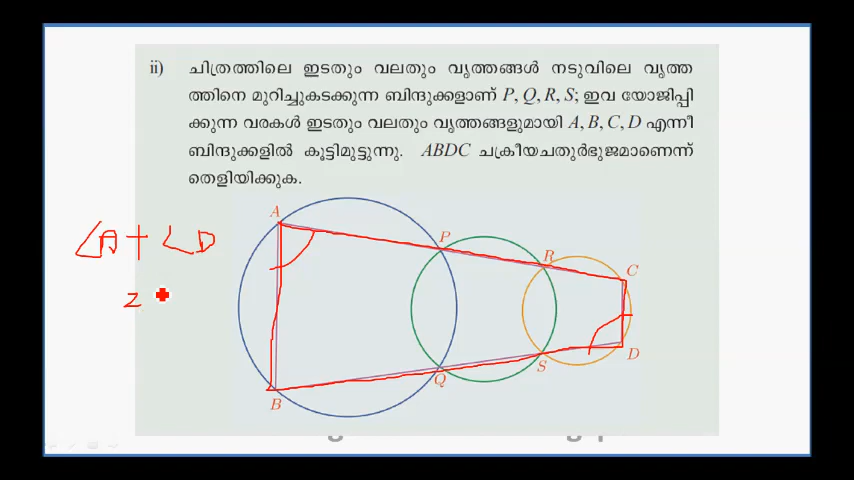 ii) ചിത്രത്തിലെ ഇടതും വലതും വൃത്തങ്ങൾ നടുവിലെ വൃത്ത
ത്തിനെ മുറിച്ചുകടക്കുന്ന ബിന്ദുക്കളാണ് P, Q, R, S; ഇവ യോജിപ്പി
ക്കുന്ന വരകൾ ഇടതും വലതും വൃത്തങ്ങളുമായി A, B, C, D എന്നീ
ബിന്ദുക്കളിൽ കൂട്ടിമുട്ടുന്നു. ABDC ചക്രീയചതുർഭുജമാണെന്ന്
തെളിയിക്കുക.
A
∠A + ∠D
P
R
C
Q
S
D
B